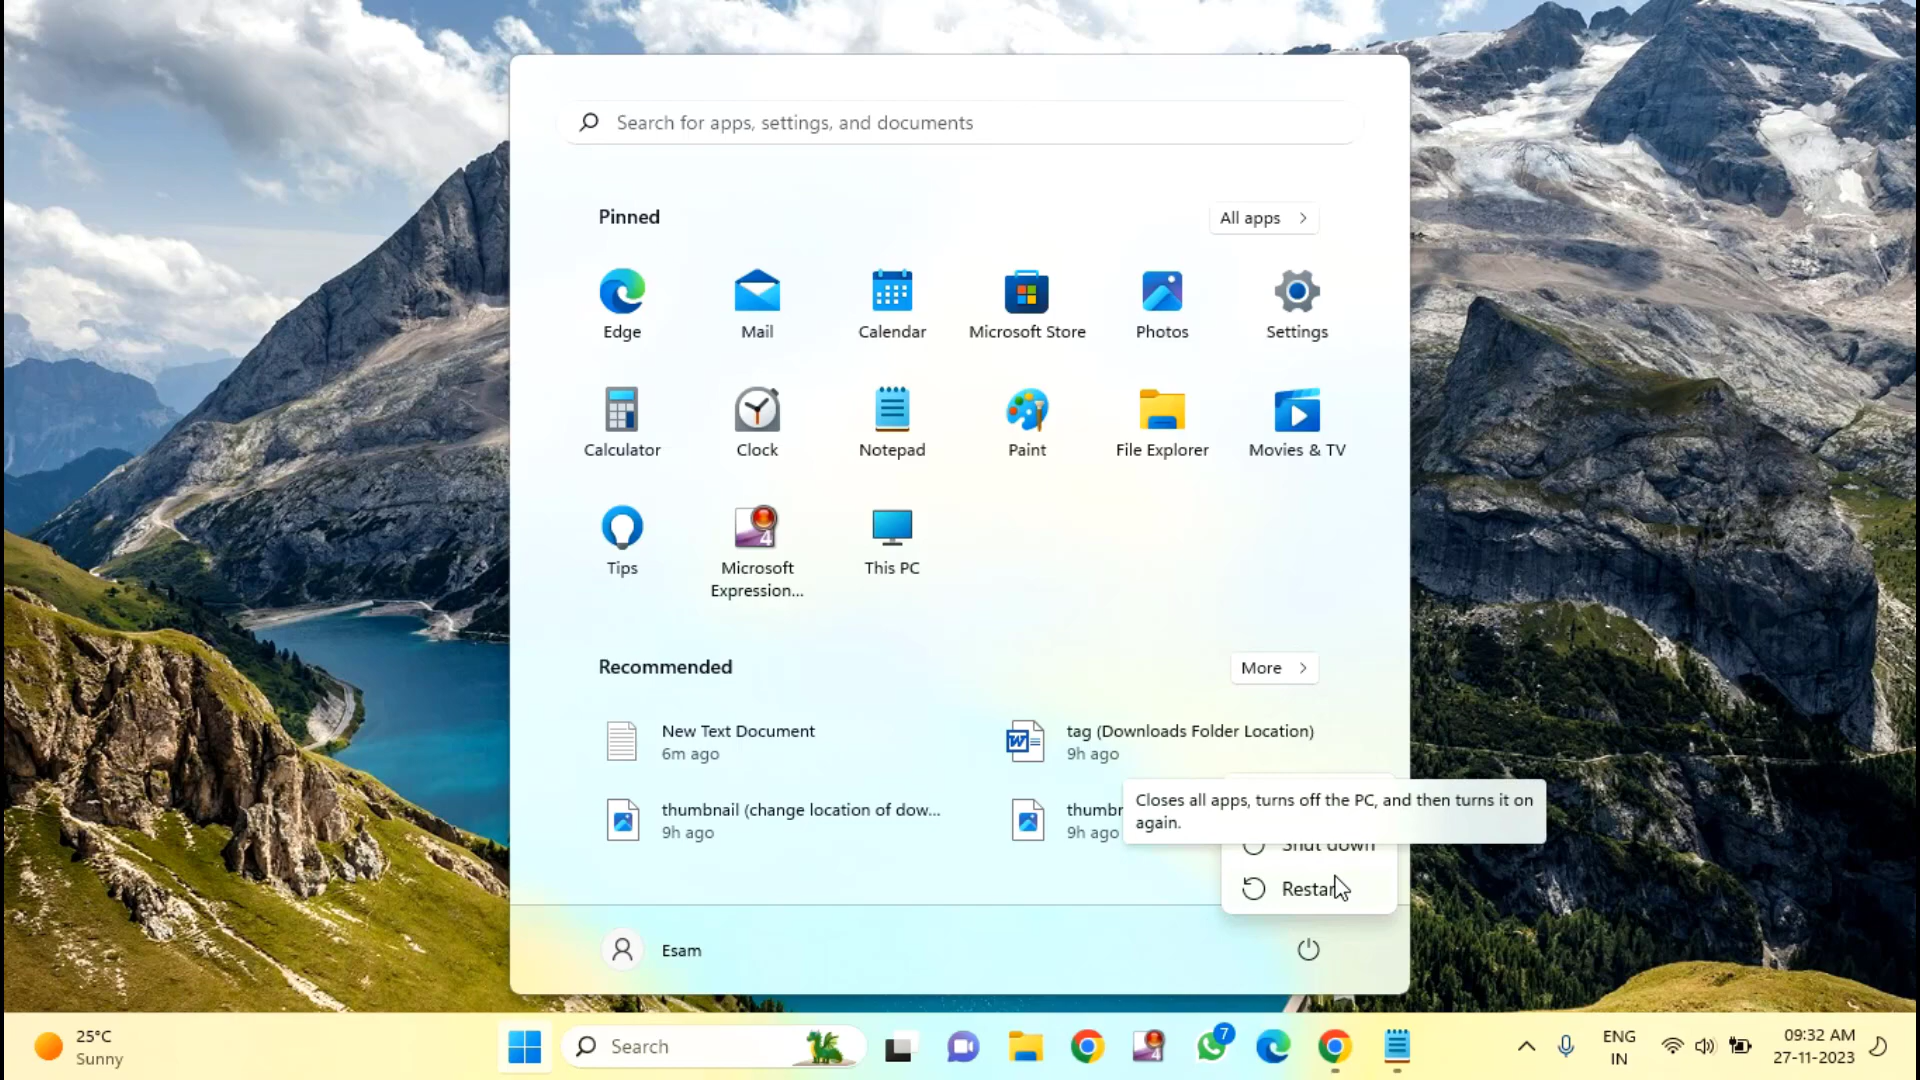 Search for apps, settings, and documents
Pinned
All apps
Edge
Mail
Calendar
Microsoft Store
Photos
Settings
Calculator
Clock
Notepad
Paint
File Explorer
Movies & TV
Tips
Microsoft
Expression...
This PC
4
Recommended
More
New Text Document
6m ago
tag (Downloads Folder Location)
9h ago
thumbnail (change location of dow...
9h ago
thumbr
9h ago
Closes all apps, turns off the PC, and then turns it on
again.
Shut down
Restart
Esam
25°C
Sunny
Search
4
7
ENG
IN
09:32 AM
27-11-2023